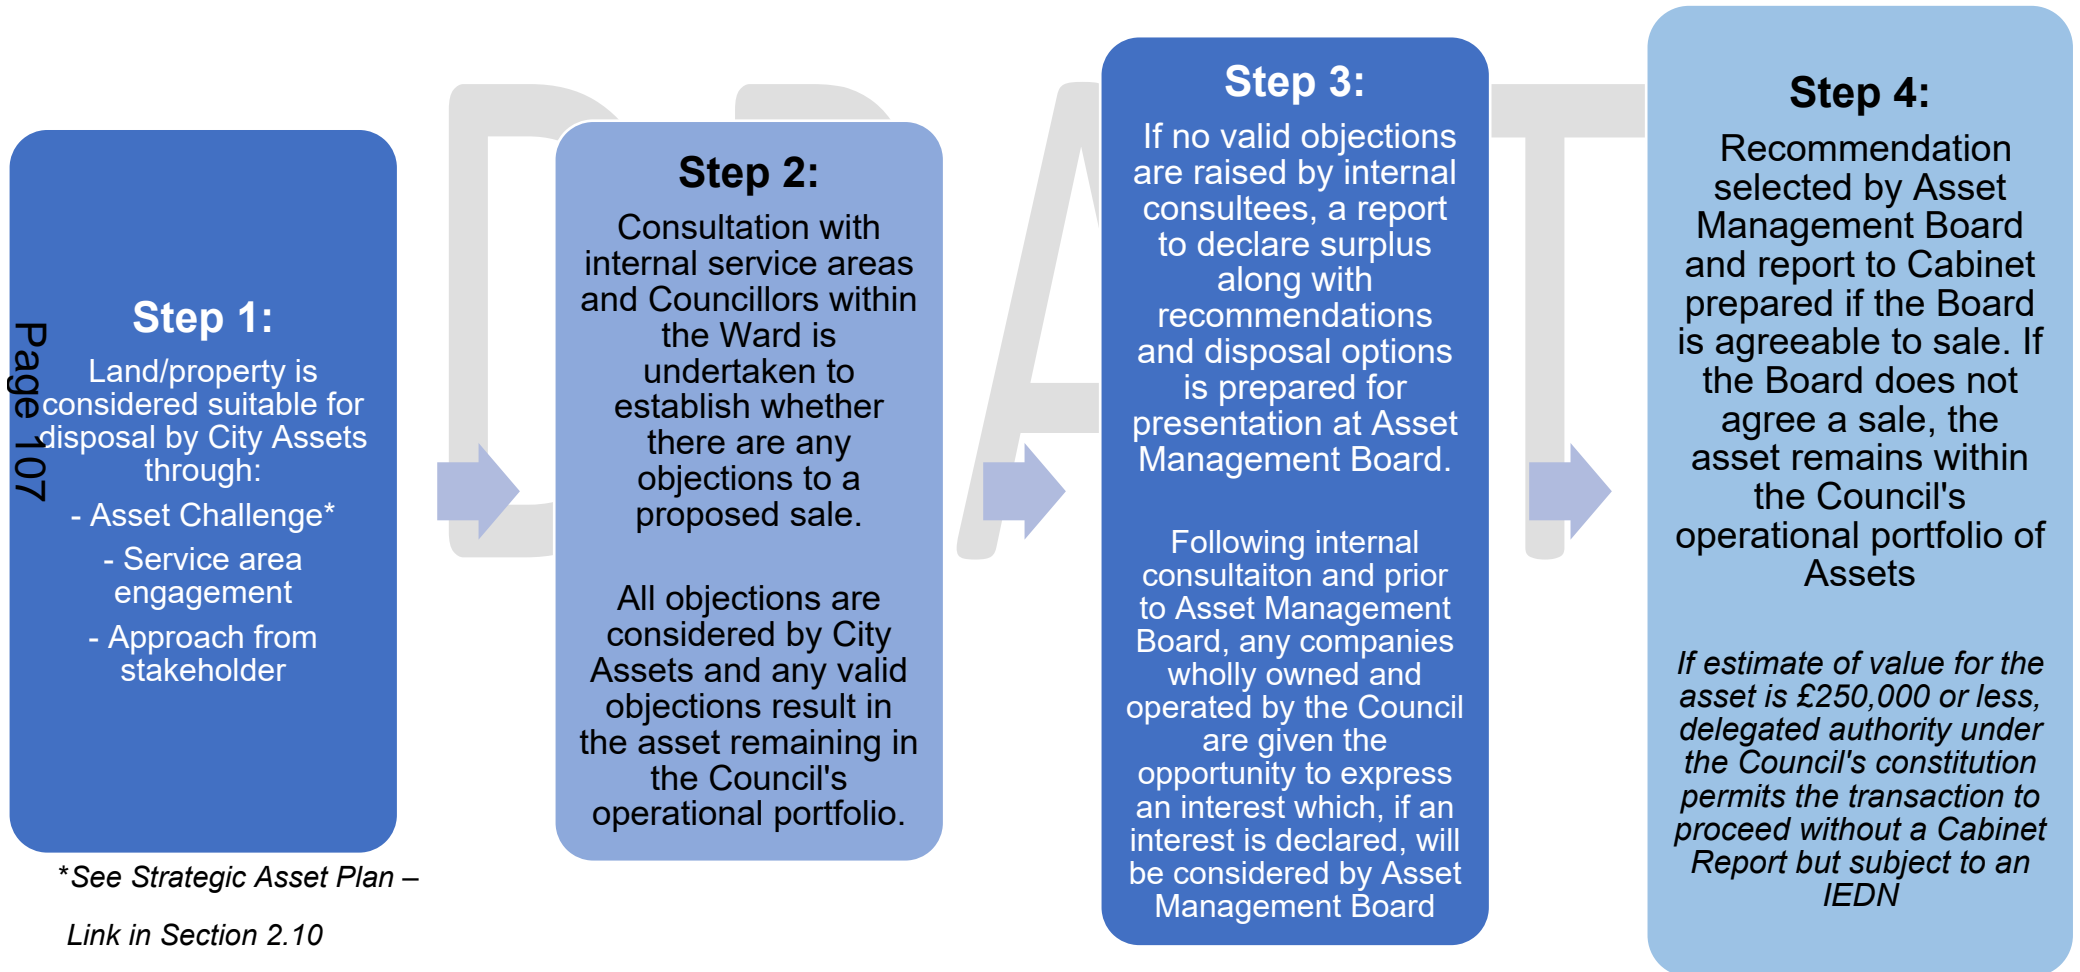 Page 107
Step 1:
Land/property is
considered suitable for
disposal by City Assets
through:
- Asset Challenge*
- Service area
engagement
- Approach from
stakeholder
*See Strategic Asset Plan –
Link in Section 2.10
DRAFT
Step 2:
Consultation with
internal service areas
and Councillors within
the Ward is
undertaken to
establish whether
there are any
objections to a
proposed sale.
All objections are
considered by City
Assets and any valid
objections result in
the asset remaining in
the Council's
operational portfolio.
Step 3:
If no valid objections
are raised by internal
consultees, a report
to declare surplus
along with
recommendations
and disposal options
is prepared for
presentation at Asset
Management Board.
Following internal
consultaiton and prior
to Asset Management
Board, any companies
wholly owned and
operated by the Council
are given the
opportunity to express
an interest which, if an
interest is declared, will
be considered by Asset
Management Board
Step 4:
Recommendation
selected by Asset
Management Board
and report to Cabinet
prepared if the Board
is agreeable to sale. If
the Board does not
agree a sale, the
asset remains within
the Council's
operational portfolio of
Assets
If estimate of value for the
asset is £250,000 or less,
delegated authority under
the Council's constitution
permits the transaction to
proceed without a Cabinet
Report but subject to an
IEDN